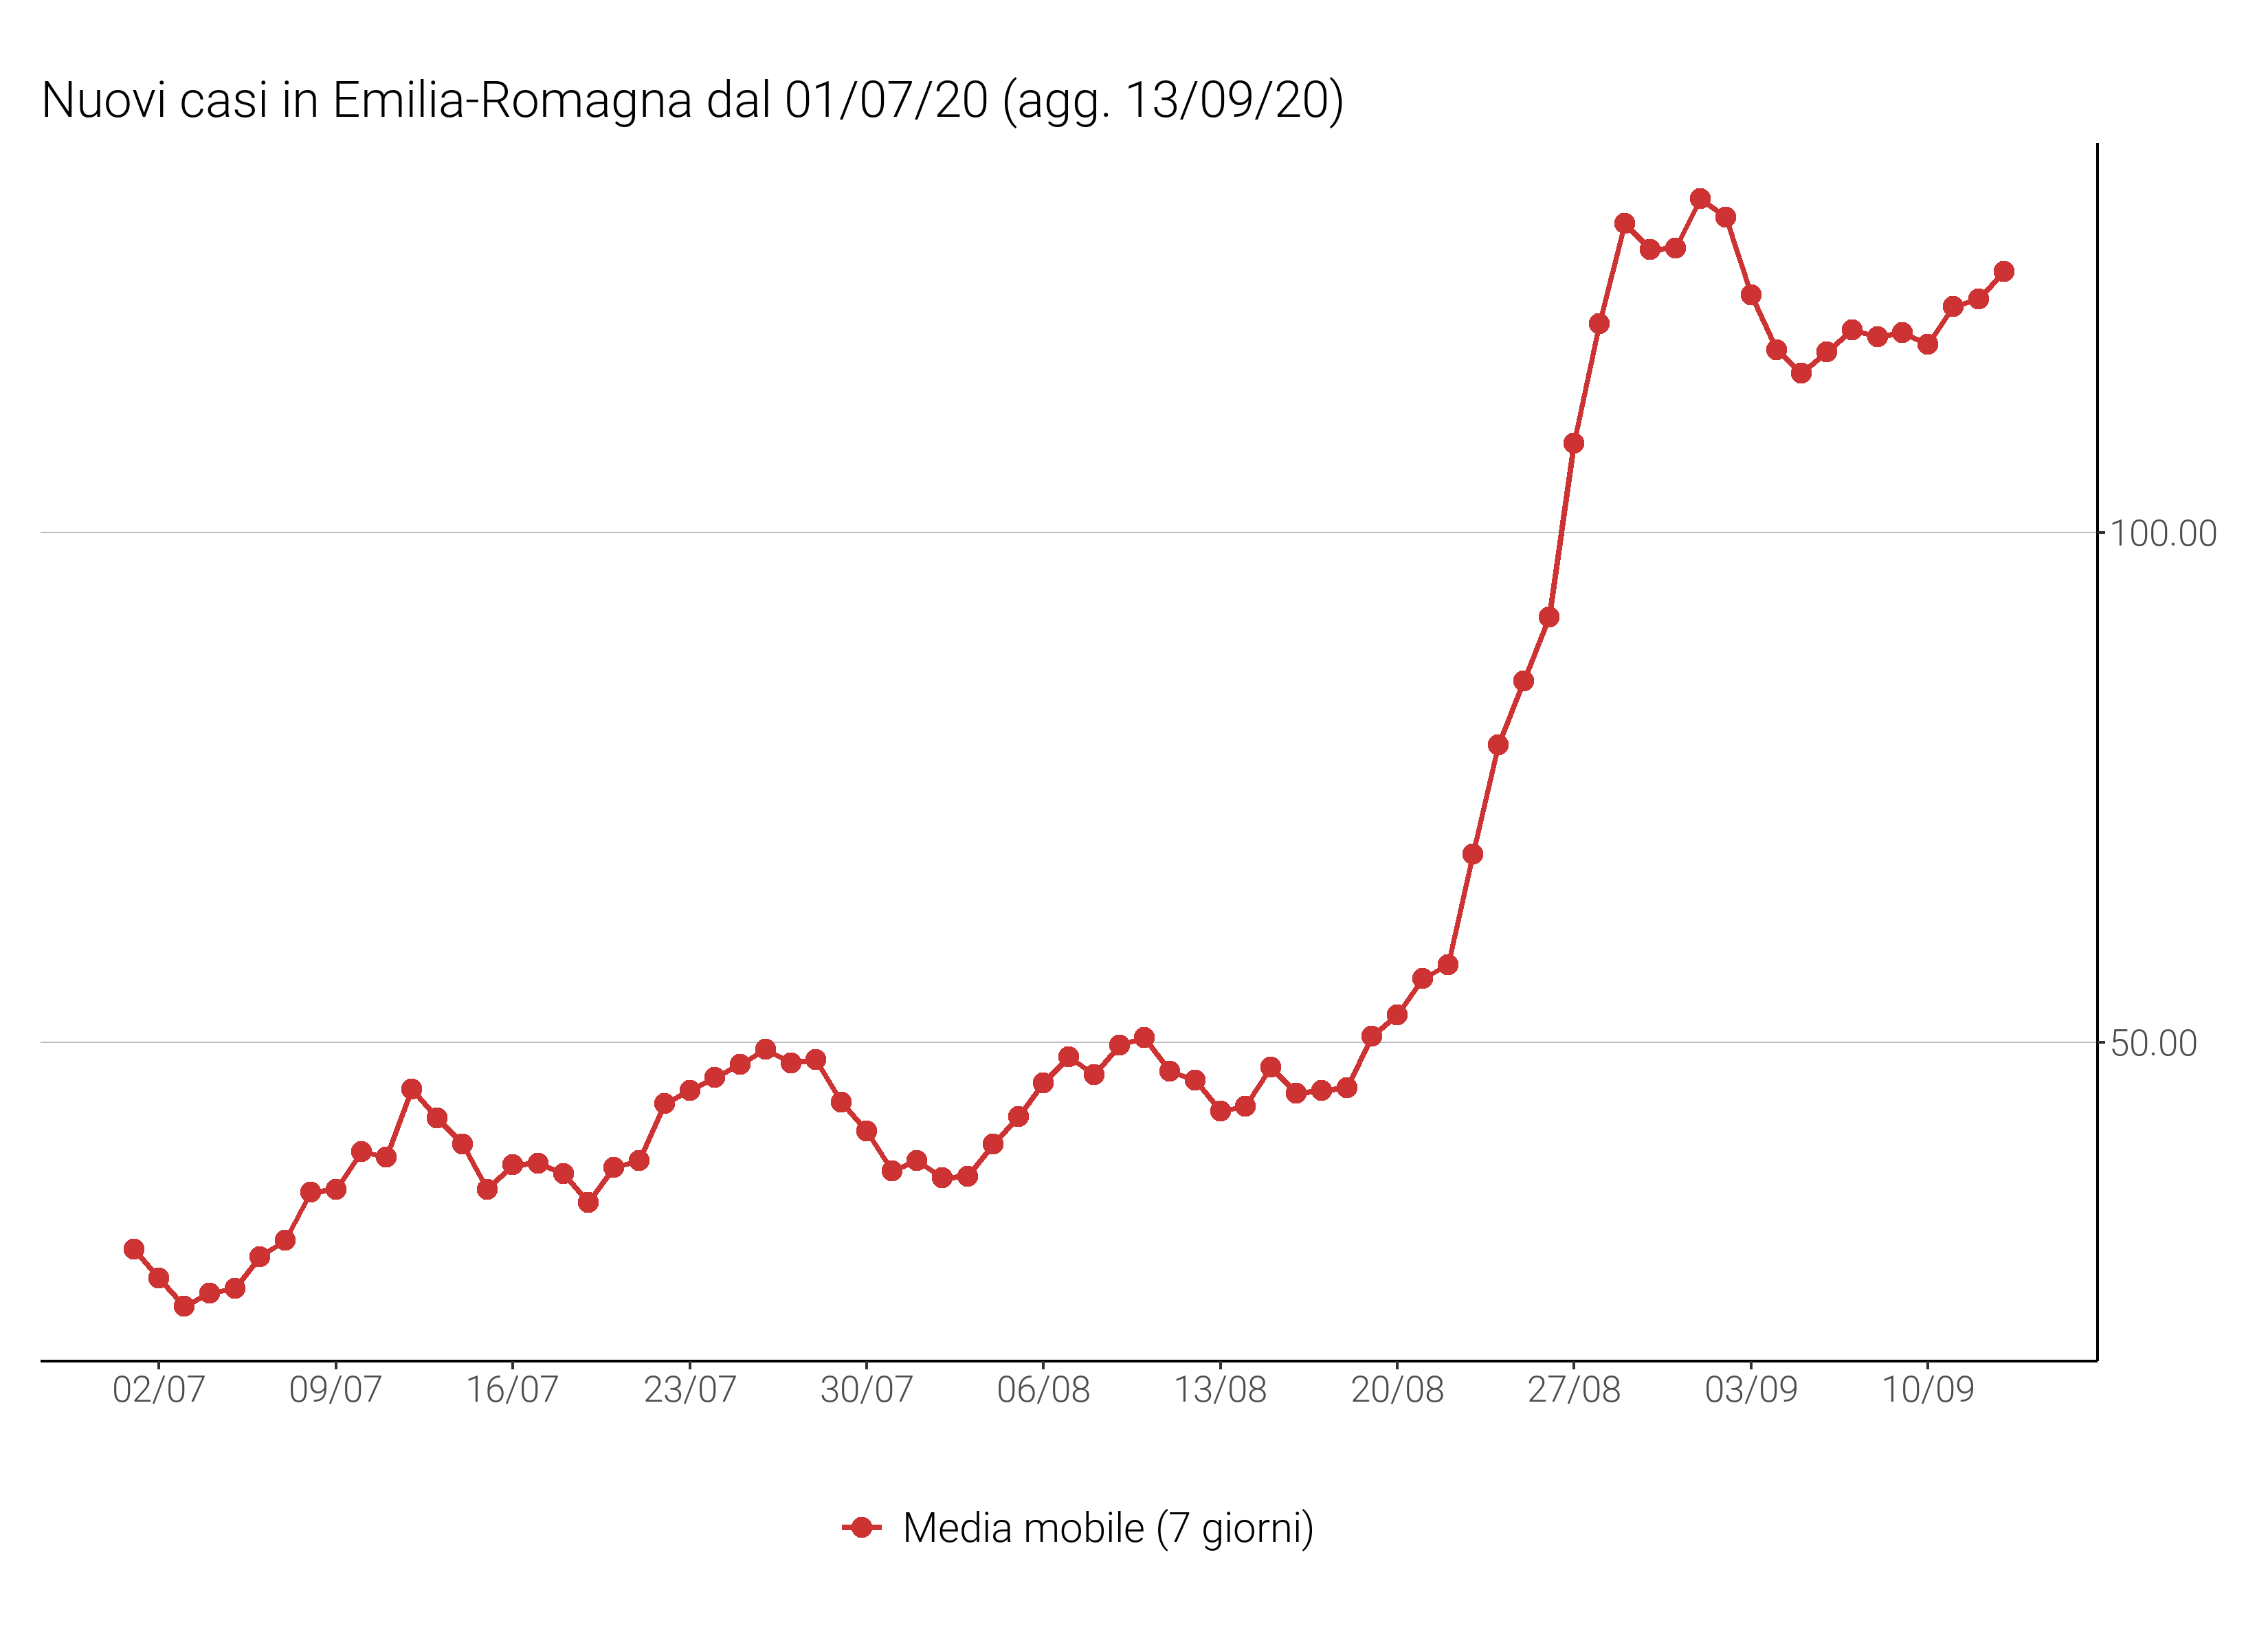 Nuovi casi in Emilia-Romagna dal 01/07/20 (agg. 13/09/20)
100.00
50.00
02/07 09/07 16/07 23/07 30/07 06/08 13/08 20/08 27/08 03/09 10/09
Media mobile (7 giorni)